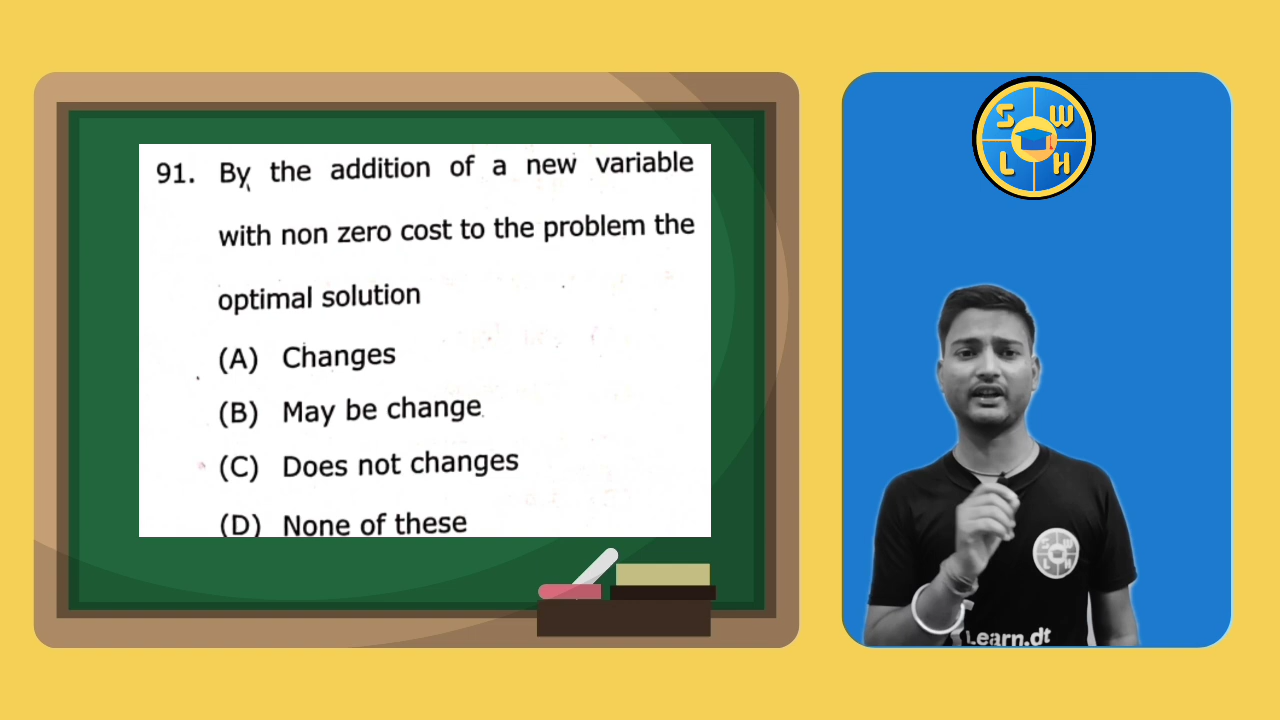 91. By the addition of a new variable
with non zero cost to the problem the
optimal solution
(A) Changes
(B) May be change
(C) Does not changes
(D) None of these
S W
L H
S W
L H
Learn.dt